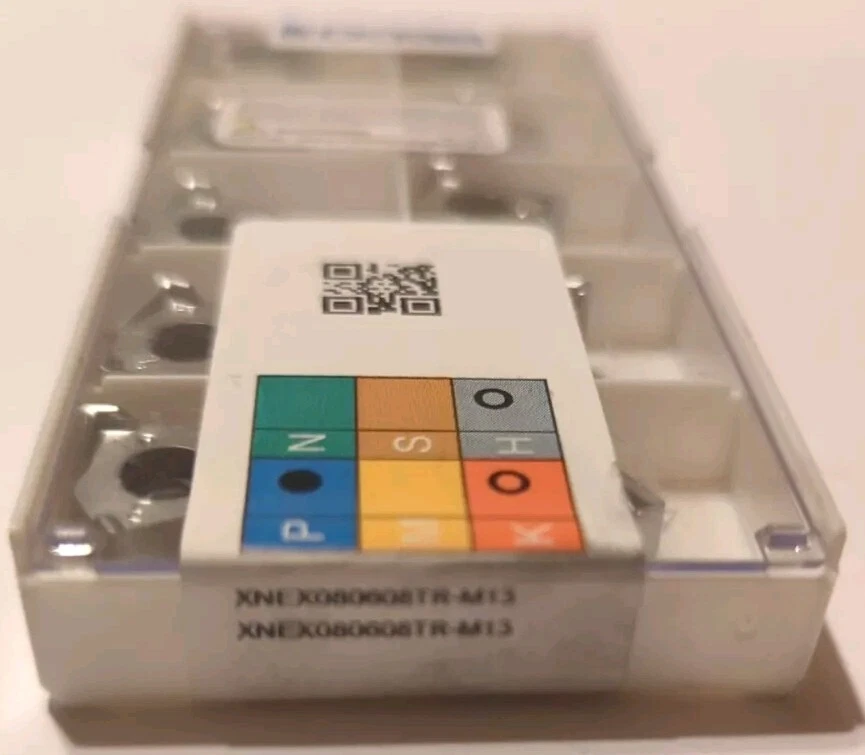 N S H
P M K
XNEX080608TR-M13
XNEX080608TR-M13